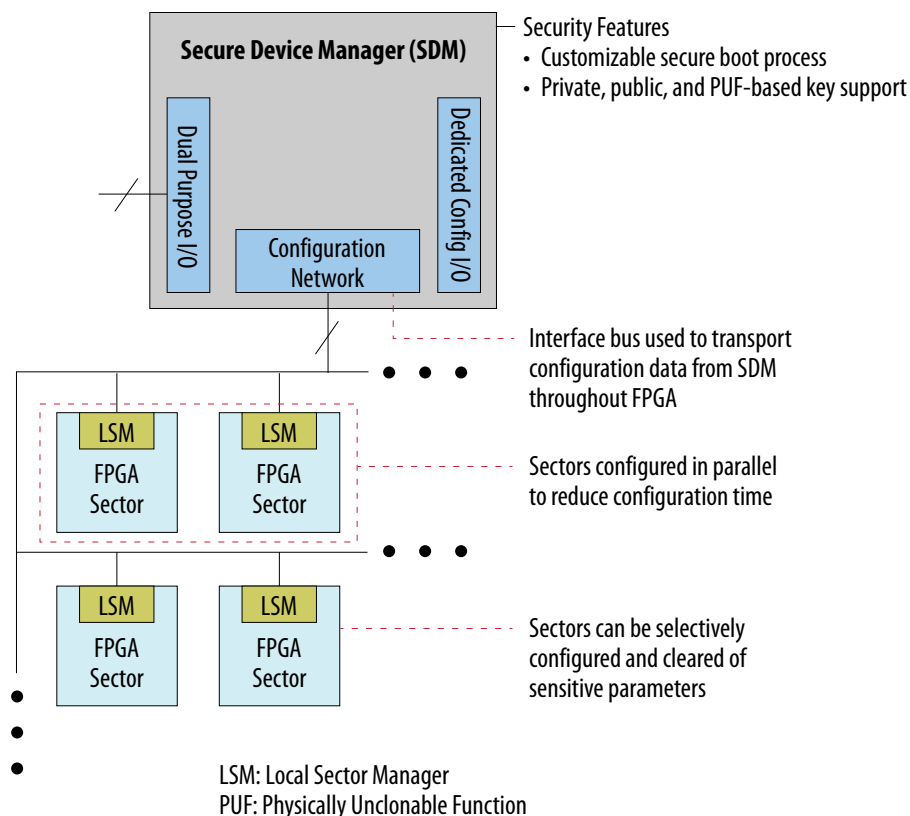 Security Features
• Customizable secure boot process
• Private, public, and PUF-based key support
Secure Device Manager (SDM)
Dual Purpose I/O
Dedicated Config I/O
Configuration
Network
Interface bus used to transport
configuration data from SDM
throughout FPGA
LSM
FPGA
Sector
LSM
FPGA
Sector
Sectors configured in parallel
to reduce configuration time
LSM
FPGA
Sector
LSM
FPGA
Sector
Sectors can be selectively
configured and cleared of
sensitive parameters
LSM: Local Sector Manager
PUF: Physically Unclonable Function